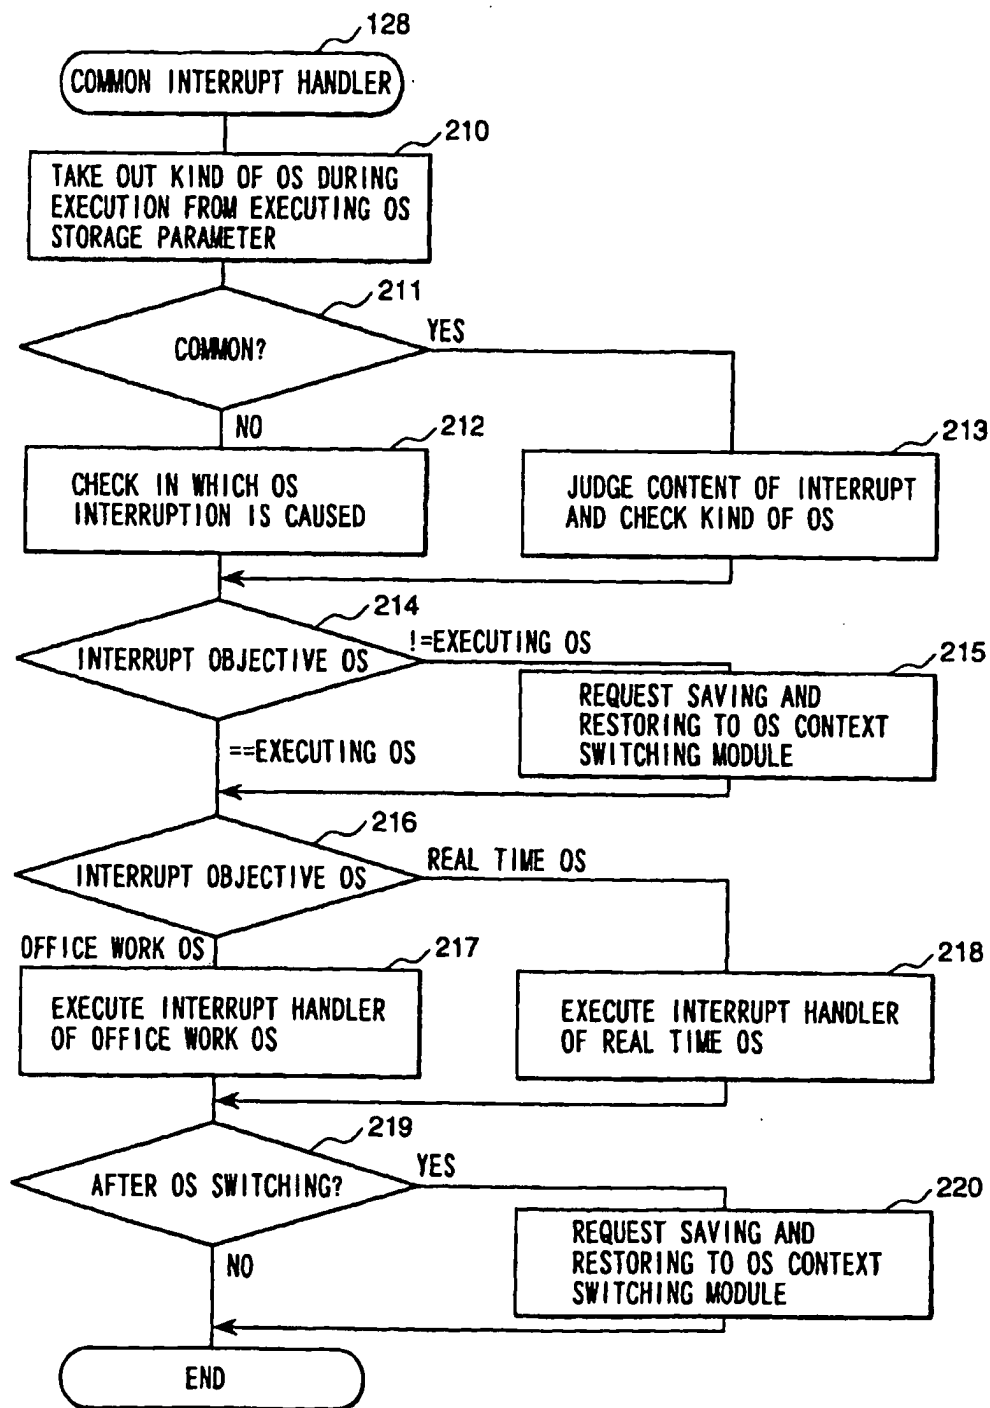 128
COMMON INTERRUPT HANDLER
210
TAKE OUT KIND OF OS DURING
EXECUTION FROM EXECUTING OS
STORAGE PARAMETER
211
COMMON?
YES
NO
212
CHECK IN WHICH OS
INTERRUPTION IS CAUSED
213
JUDGE CONTENT OF INTERRUPT
AND CHECK KIND OF OS
214
INTERRUPT OBJECTIVE OS
!=EXECUTING OS
215
REQUEST SAVING AND
RESTORING TO OS CONTEXT
SWITCHING MODULE
==EXECUTING OS
216
INTERRUPT OBJECTIVE OS
REAL TIME OS
OFFICE WORK OS
217
EXECUTE INTERRUPT HANDLER
OF OFFICE WORK OS
218
EXECUTE INTERRUPT HANDLER
OF REAL TIME OS
219
AFTER OS SWITCHING?
YES
220
REQUEST SAVING AND
RESTORING TO OS CONTEXT
SWITCHING MODULE
NO
END